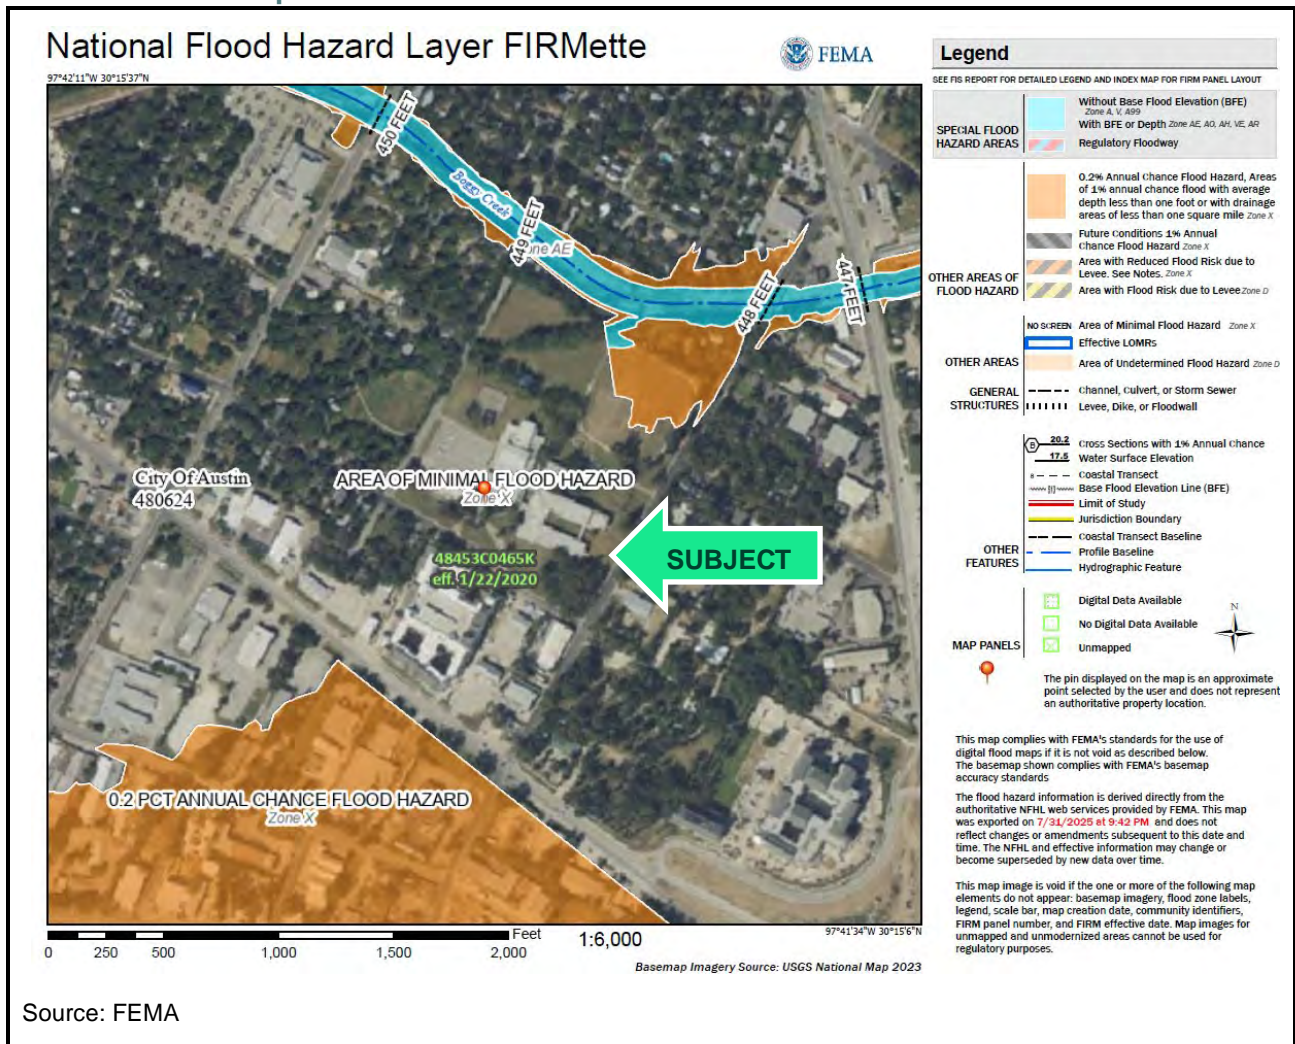 National Flood Hazard Layer FIRMette
FEMA
97°42'11"W 30°15'37"N
450 FEET
Boggy Creek
449 FEET
Zone AE
448 FEET
447 FEET
City Of Austin
480624
AREA OF MINIMAL FLOOD HAZARD
Zone X
48453C0465K
eff. 1/22/2020
SUBJECT
0.2 PCT ANNUAL CHANCE FLOOD HAZARD
Zone X
97°41'34"W 30°15'6"N
Feet
0 250 500 1,000 1,500 2,000
1:6,000
Basemap Imagery Source: USGS National Map 2023
Legend
SEE FIS REPORT FOR DETAILED LEGEND AND INDEX MAP FOR FIRM PANEL LAYOUT
SPECIAL FLOOD
HAZARD AREAS
Without Base Flood Elevation (BFE)
Zone A, V, A99
With BFE or Depth Zone AE, AO, AH, VE, AR
Regulatory Floodway
OTHER AREAS OF
FLOOD HAZARD
0.2% Annual Chance Flood Hazard, Areas
of 1% annual chance flood with average
depth less than one foot or with drainage
areas of less than one square mile Zone X
Future Conditions 1% Annual
Chance Flood Hazard Zone X
Area with Reduced Flood Risk due to
Levee. See Notes. Zone X
Area with Flood Risk due to Levee Zone D
OTHER AREAS
NO SCREEN Area of Minimal Flood Hazard Zone X
Effective LOMRs
Area of Undetermined Flood Hazard Zone D
GENERAL
STRUCTURES
Channel, Culvert, or Storm Sewer
Levee, Dike, or Floodwall
OTHER
FEATURES
B 20.2 Cross Sections with 1% Annual Chance
17.5 Water Surface Elevation
8 Coastal Transect
513 Base Flood Elevation Line (BFE)
Limit of Study
Jurisdiction Boundary
Coastal Transect Baseline
Profile Baseline
Hydrographic Feature
MAP PANELS
Digital Data Available
No Digital Data Available
Unmapped
N
The pin displayed on the map is an approximate
point selected by the user and does not represent
an authoritative property location.
This map complies with FEMA's standards for the use of
digital flood maps if it is not void as described below.
The basemap shown complies with FEMA's basemap
accuracy standards
The flood hazard information is derived directly from the
authoritative NFHL web services provided by FEMA. This map
was exported on 7/31/2025 at 9:42 PM and does not
reflect changes or amendments subsequent to this date and
time. The NFHL and effective information may change or
become superseded by new data over time.
This map image is void if the one or more of the following map
elements do not appear: basemap imagery, flood zone labels,
legend, scale bar, map creation date, community identifiers,
FIRM panel number, and FIRM effective date. Map images for
unmapped and unmodernized areas cannot be used for
regulatory purposes.
Source: FEMA